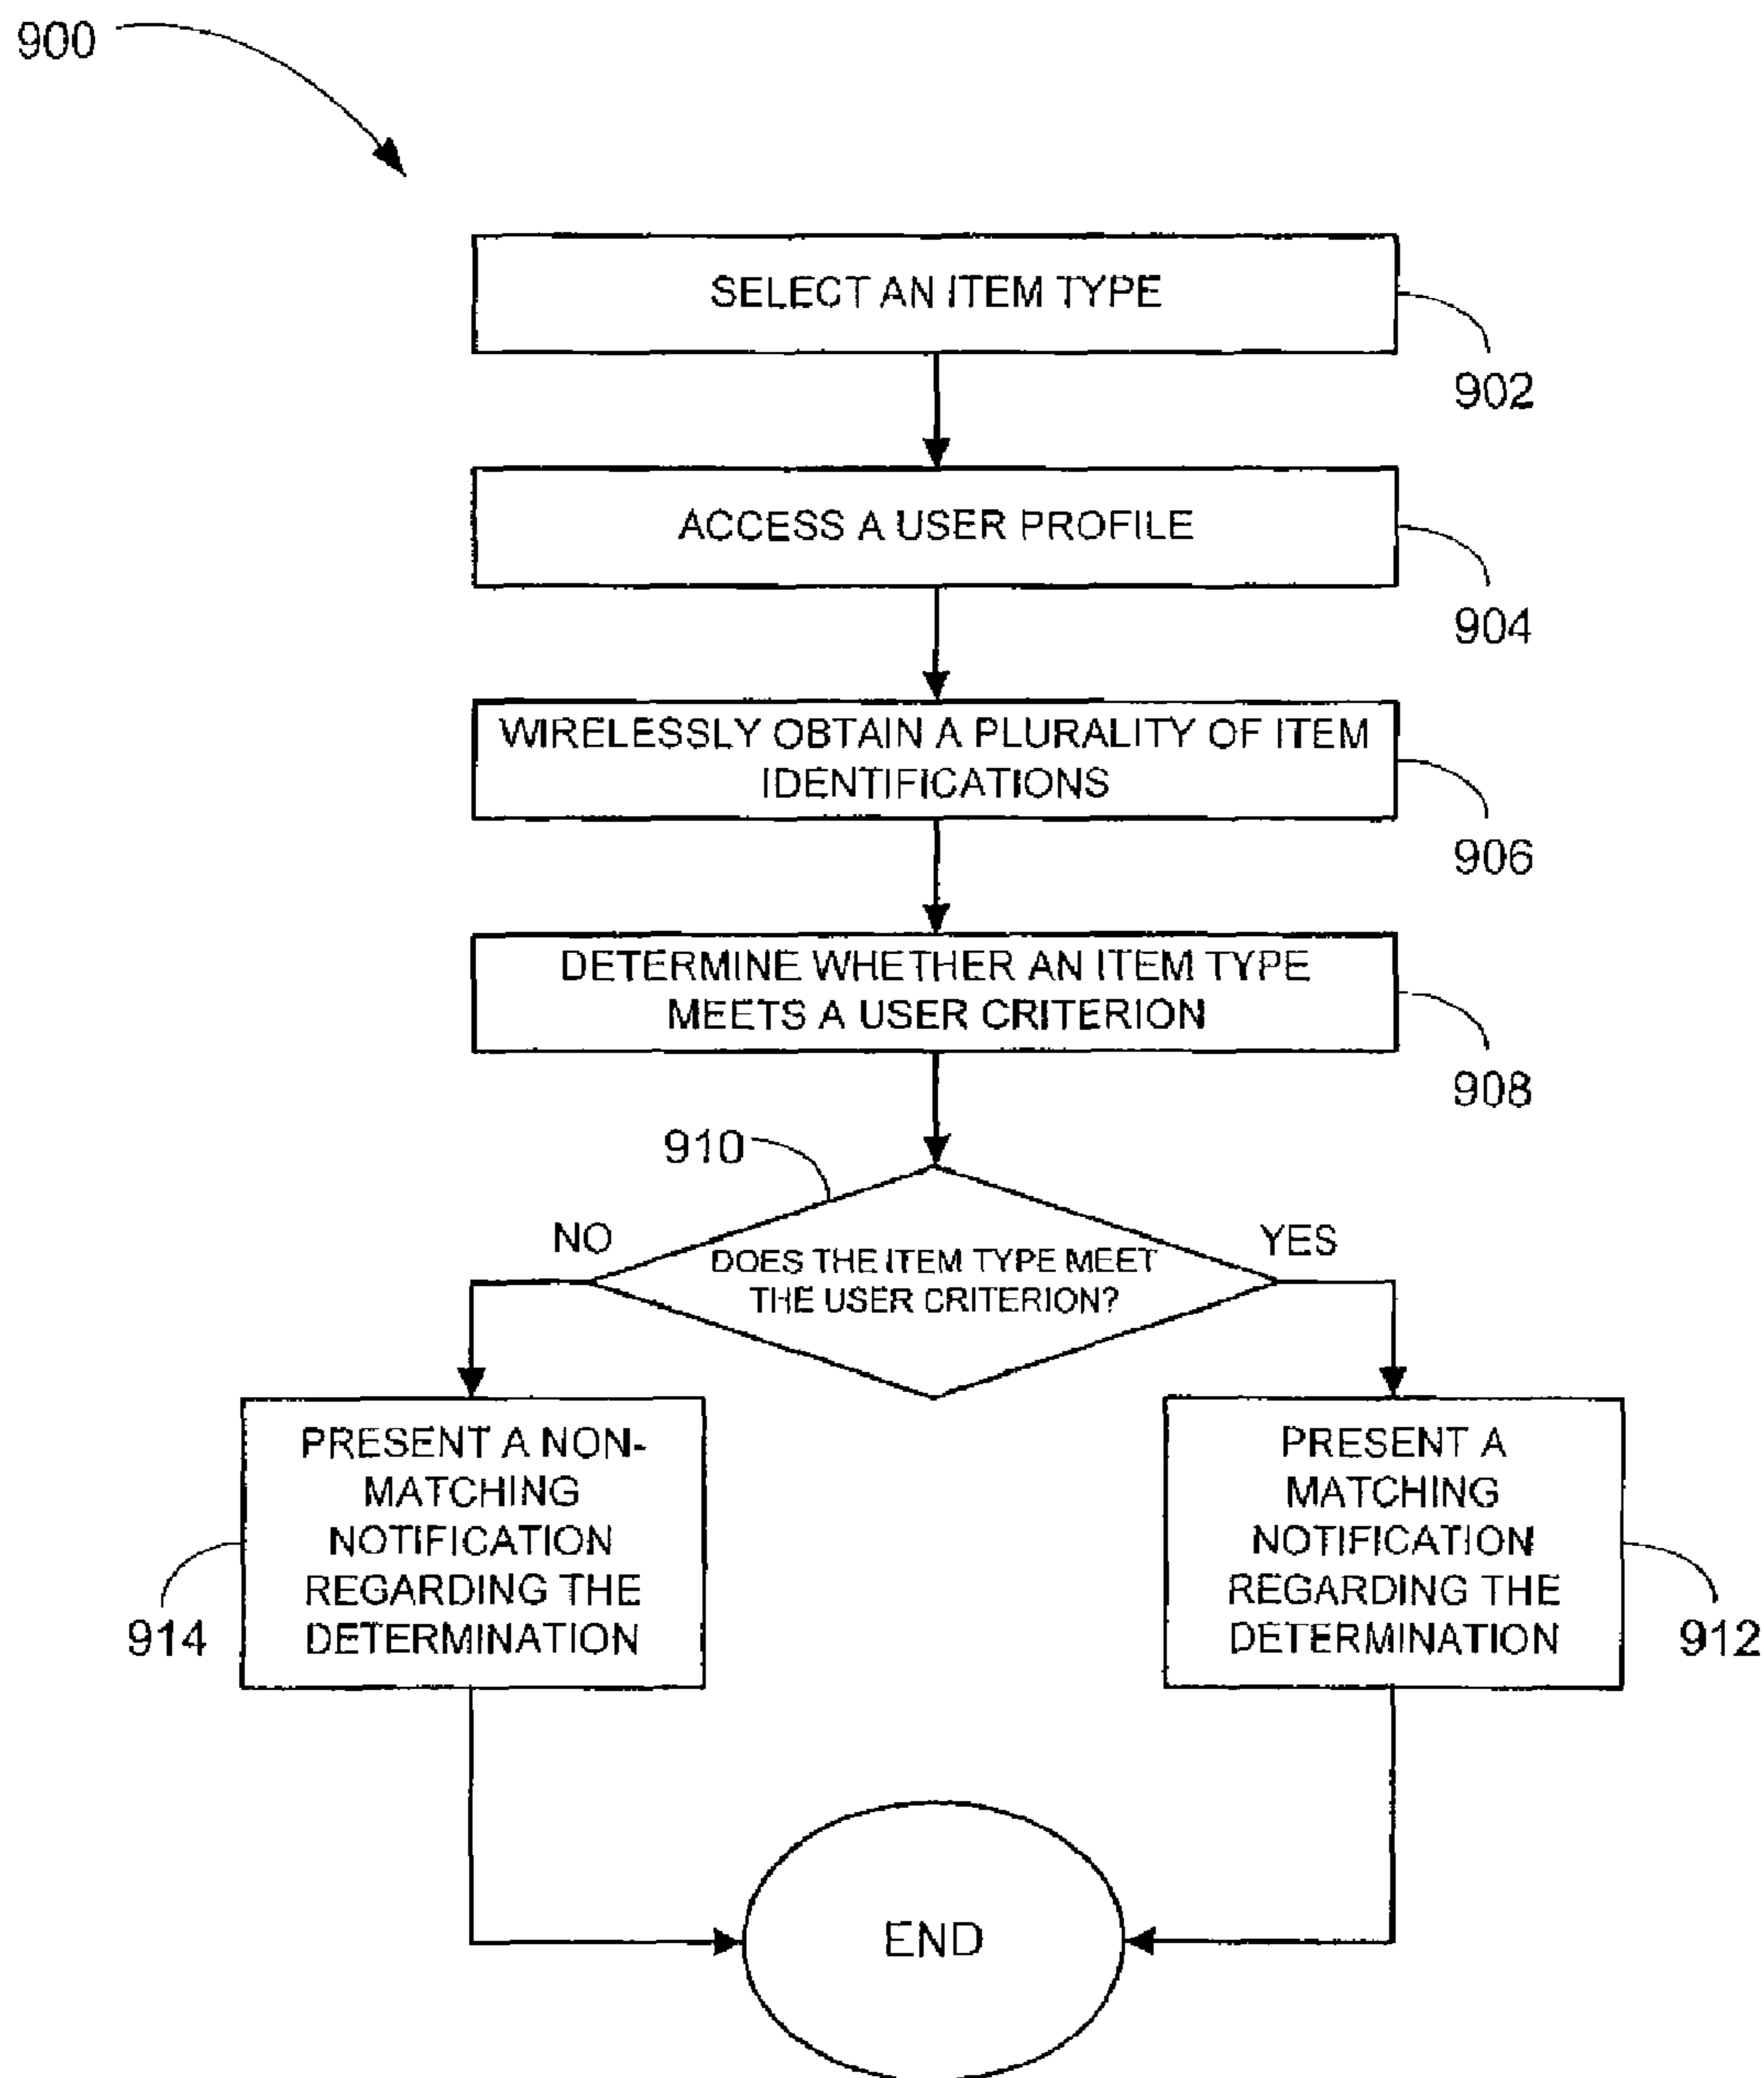 900
SELECT AN ITEM TYPE
902
ACCESS A USER PROFILE
904
WIRELESSLY OBTAIN A PLURALITY OF ITEM
IDENTIFICATIONS
906
DETERMINE WHETHER AN ITEM TYPE
MEETS A USER CRITERION
908
910
NO
YES
DOES THE ITEM TYPE MEET
THE USER CRITERION?
PRESENT A NON-
MATCHING
NOTIFICATION
REGARDING THE
DETERMINATION
914
PRESENT A
MATCHING
NOTIFICATION
REGARDING THE
DETERMINATION
912
END